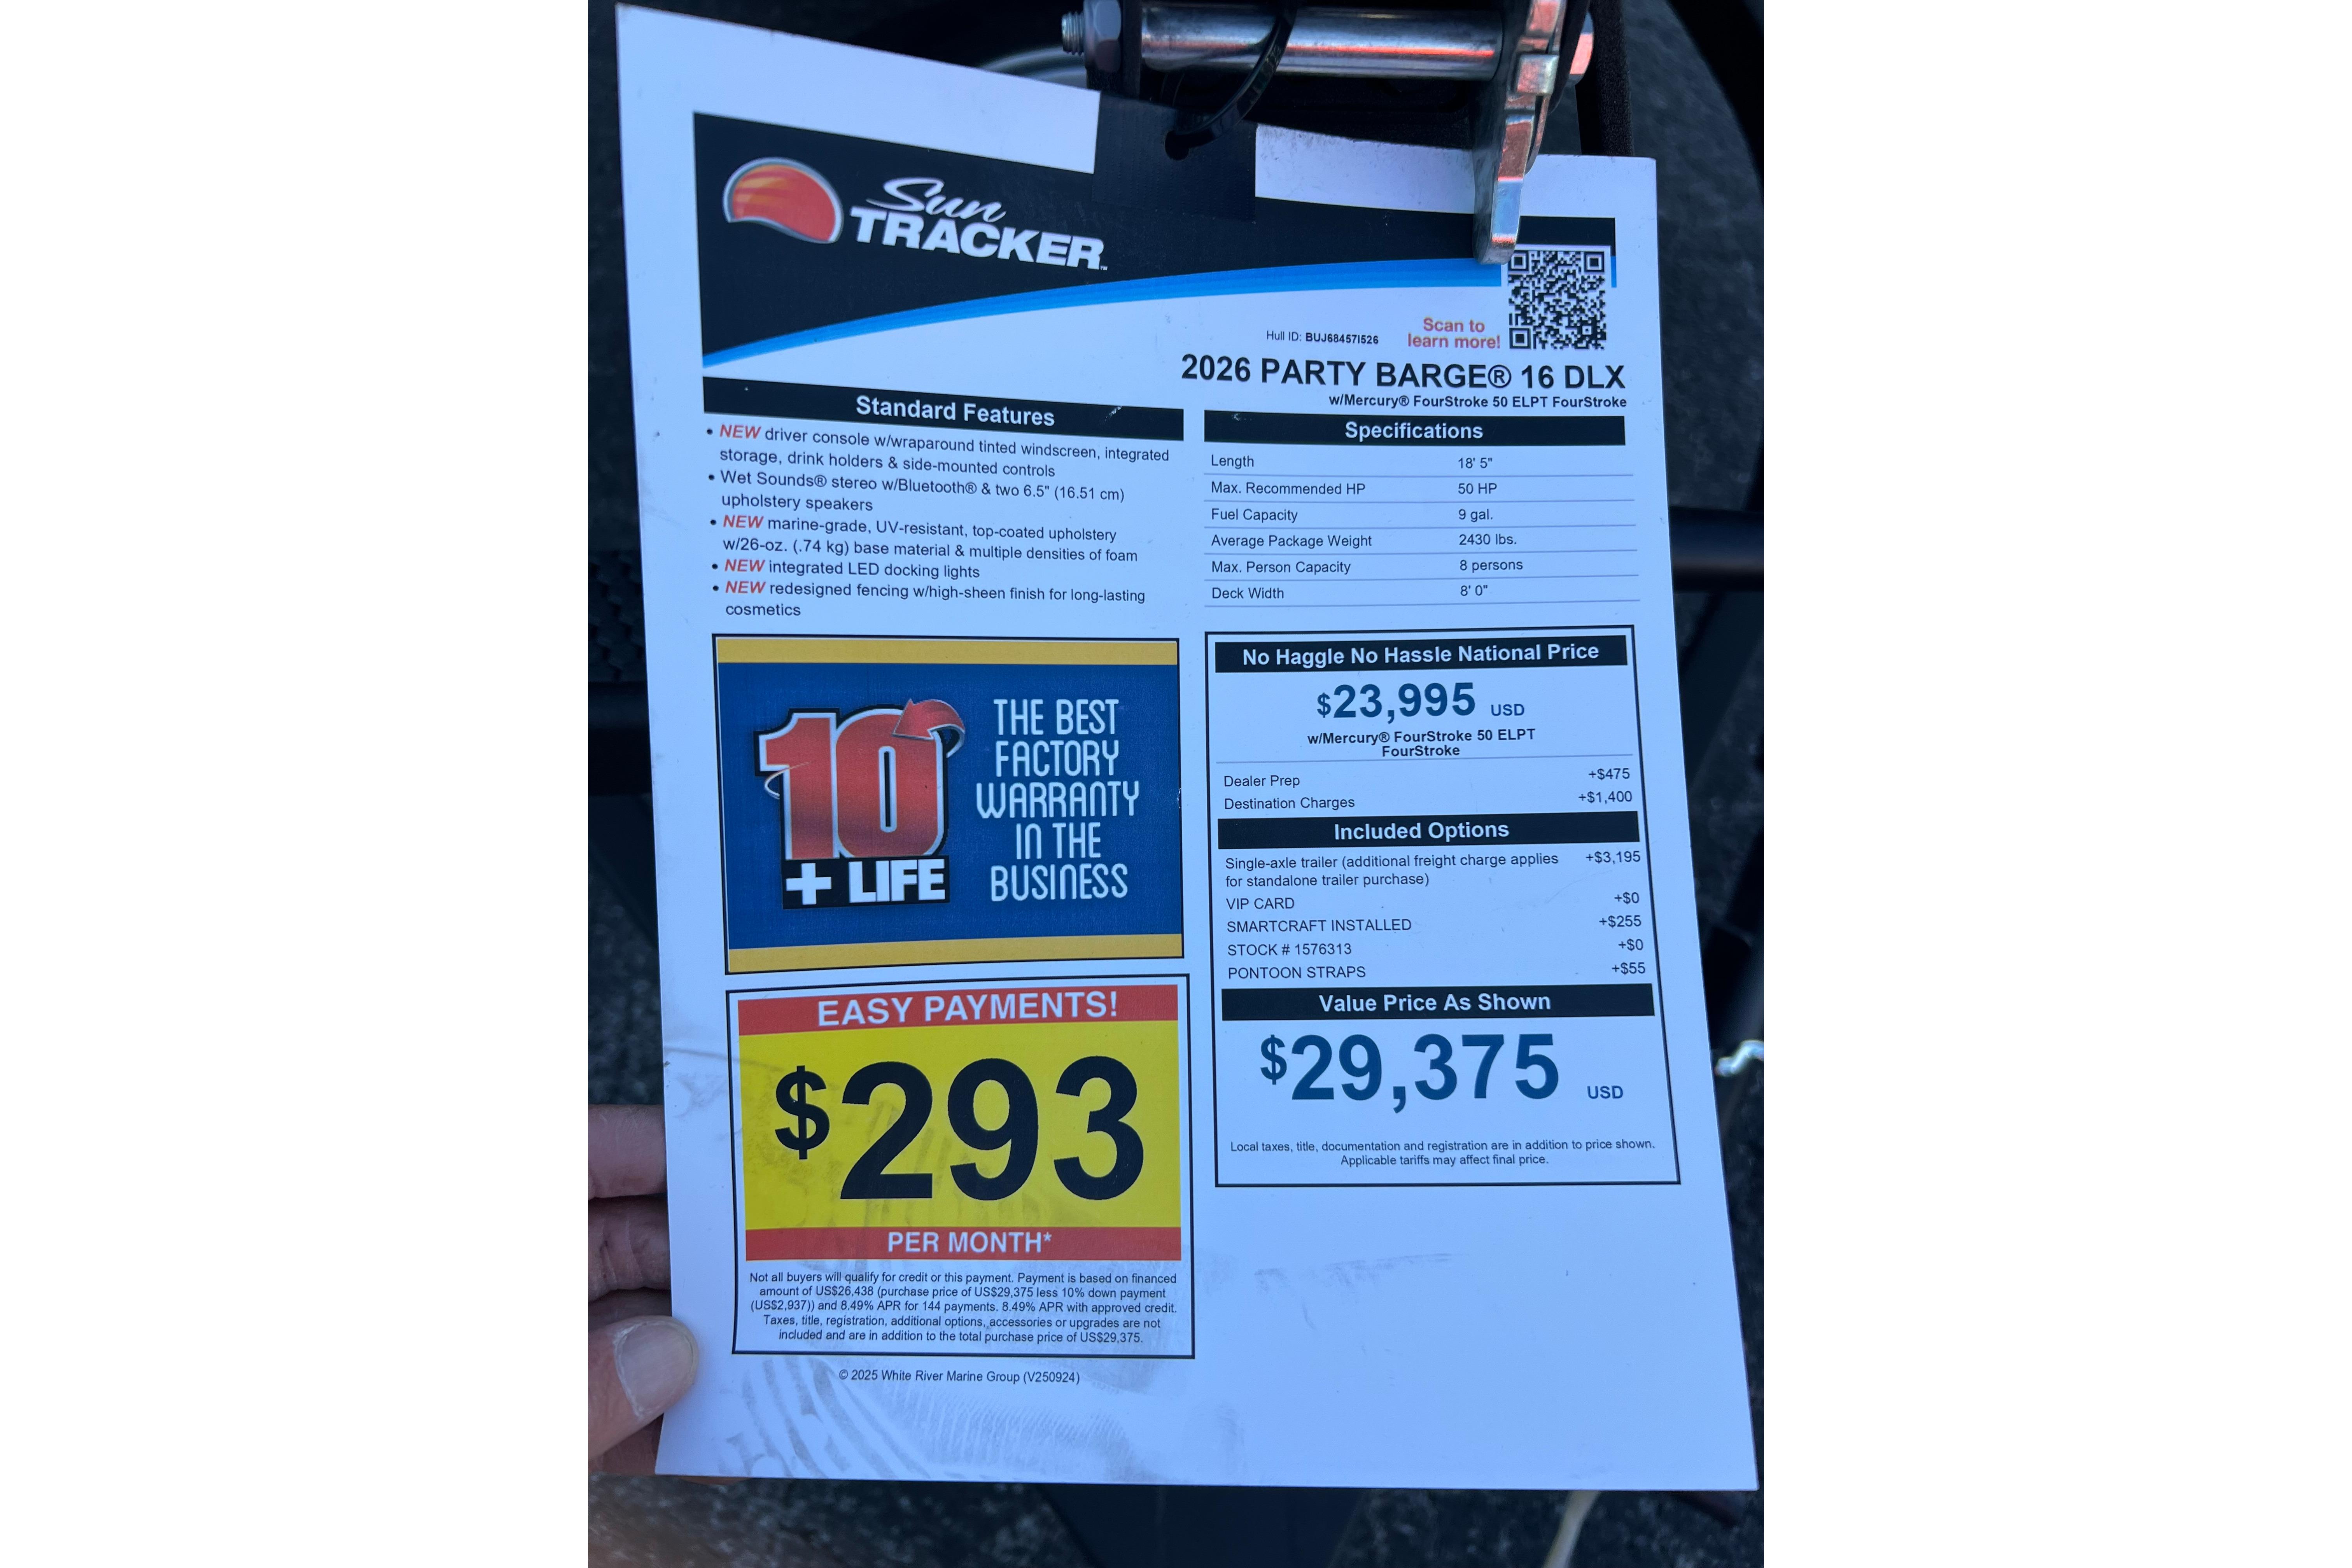 Sun
TRACKER™
Hull ID: BUJ68457I526
Scan to
learn more!
2026 PARTY BARGE® 16 DLX
w/Mercury® FourStroke 50 ELPT FourStroke
Standard Features
• NEW driver console w/wraparound tinted windscreen, integrated
storage, drink holders & side-mounted controls
• Wet Sounds® stereo w/Bluetooth® & two 6.5" (16.51 cm)
upholstery speakers
• NEW marine-grade, UV-resistant, top-coated upholstery
w/26-oz. (.74 kg) base material & multiple densities of foam
• NEW integrated LED docking lights
• NEW redesigned fencing w/high-sheen finish for long-lasting
cosmetics
Specifications
Length 18' 5"
Max. Recommended HP 50 HP
Fuel Capacity 9 gal.
Average Package Weight 2430 lbs.
Max. Person Capacity 8 persons
Deck Width 8' 0"
10
+ LIFE
THE BEST
FACTORY
WARRANTY
IN THE
BUSINESS
EASY PAYMENTS!
$293
PER MONTH*
Not all buyers will qualify for credit or this payment. Payment is based on financed
amount of US$26,438 (purchase price of US$29,375 less 10% down payment
(US$2,937)) and 8.49% APR for 144 payments. 8.49% APR with approved credit.
Taxes, title, registration, additional options, accessories or upgrades are not
included and are in addition to the total purchase price of US$29,375.
© 2025 White River Marine Group (V250924)
No Haggle No Hassle National Price
$23,995 USD
w/Mercury® FourStroke 50 ELPT
FourStroke
Dealer Prep +$475
Destination Charges +$1,400
Included Options
Single-axle trailer (additional freight charge applies +$3,195
for standalone trailer purchase)
VIP CARD +$0
SMARTCRAFT INSTALLED +$255
STOCK # 1576313 +$0
PONTOON STRAPS +$55
Value Price As Shown
$29,375 USD
Local taxes, title, documentation and registration are in addition to price shown.
Applicable tariffs may affect final price.